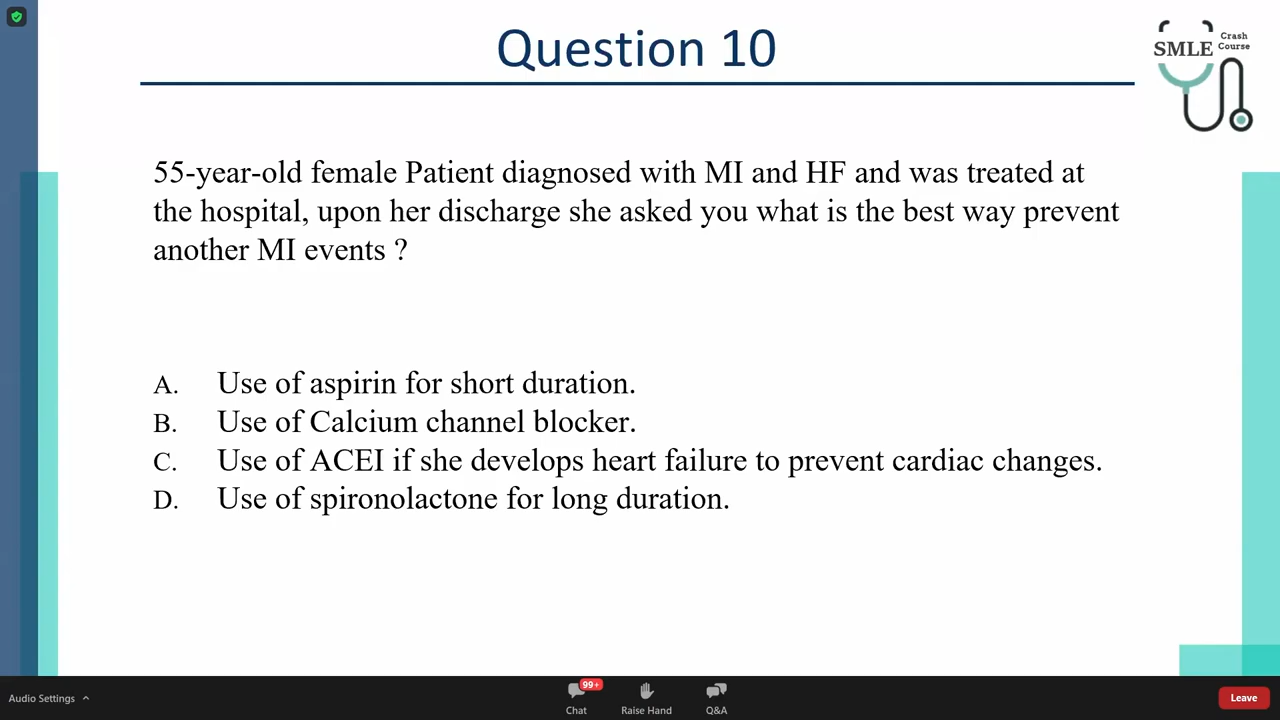 Question 10
SMLE Crash Course
55-year-old female Patient diagnosed with MI and HF and was treated at
the hospital, upon her discharge she asked you what is the best way prevent
another MI events ?
A. Use of aspirin for short duration.
B. Use of Calcium channel blocker.
C. Use of ACEI if she develops heart failure to prevent cardiac changes.
D. Use of spironolactone for long duration.
Audio Settings
99+
Chat
Raise Hand
Q&A
Leave